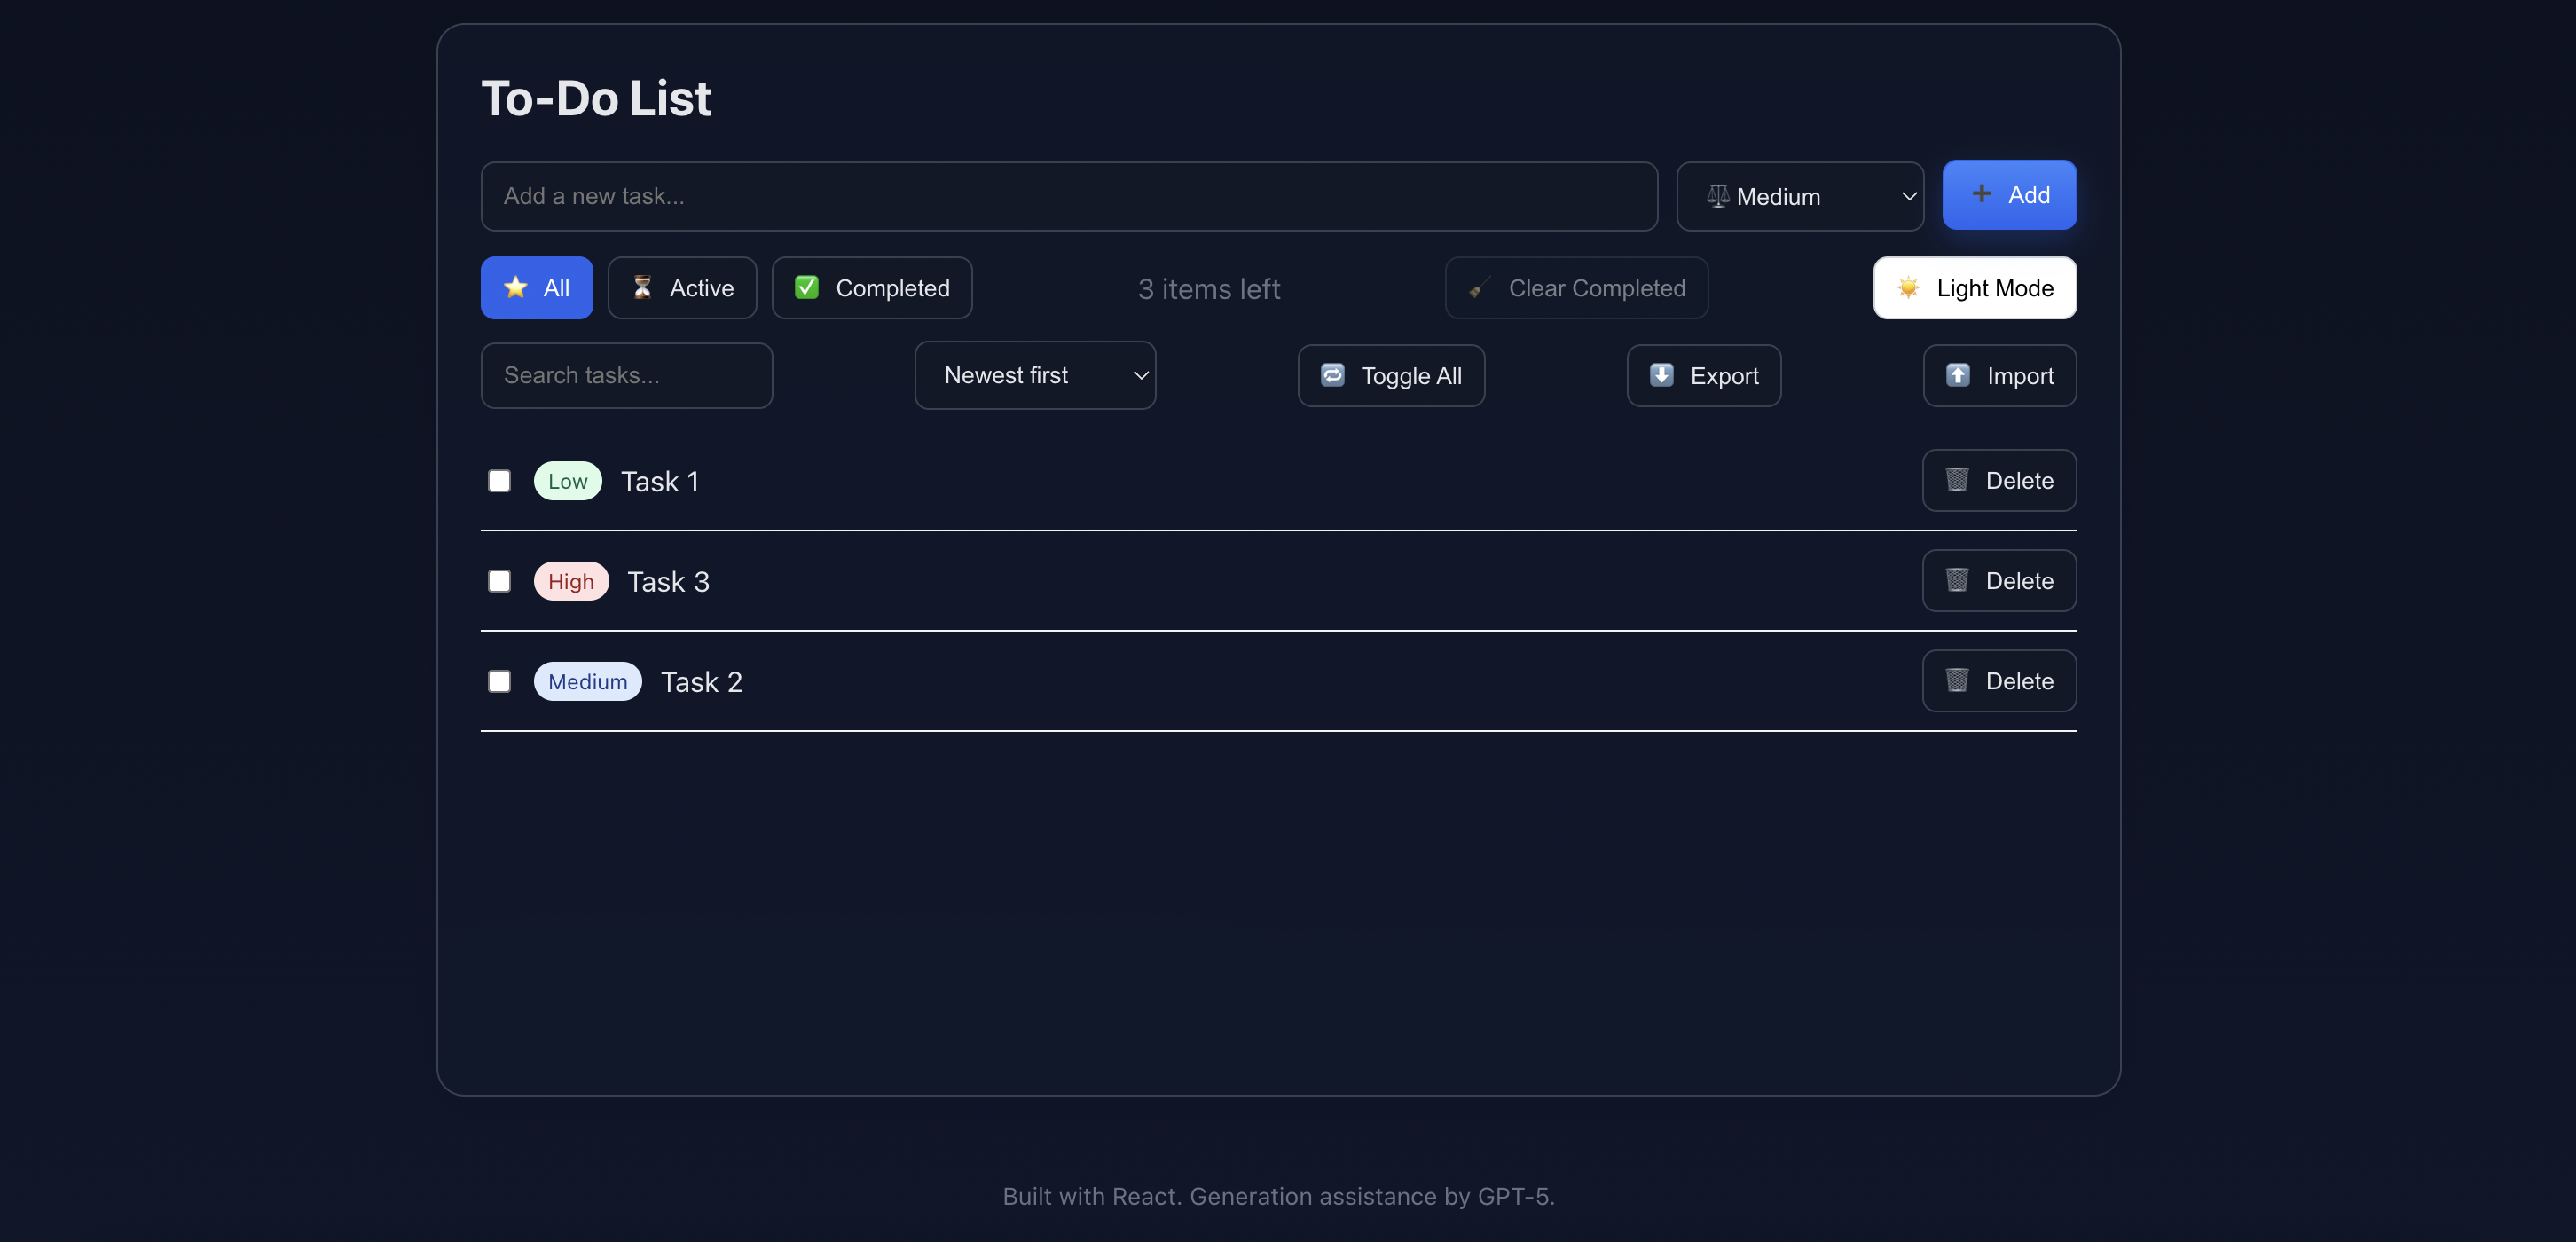 To-Do List
Add a new task... ⚖️ Medium ➕ Add
⭐ All ⏳ Active ✅ Completed 3 items left 🧹 Clear Completed ☀️ Light Mode
Search tasks... Newest first 🔁 Toggle All ⬇️ Export ⬆️ Import
Low Task 1 🗑️ Delete
High Task 3 🗑️ Delete
Medium Task 2 🗑️ Delete
Built with React. Generation assistance by GPT-5.